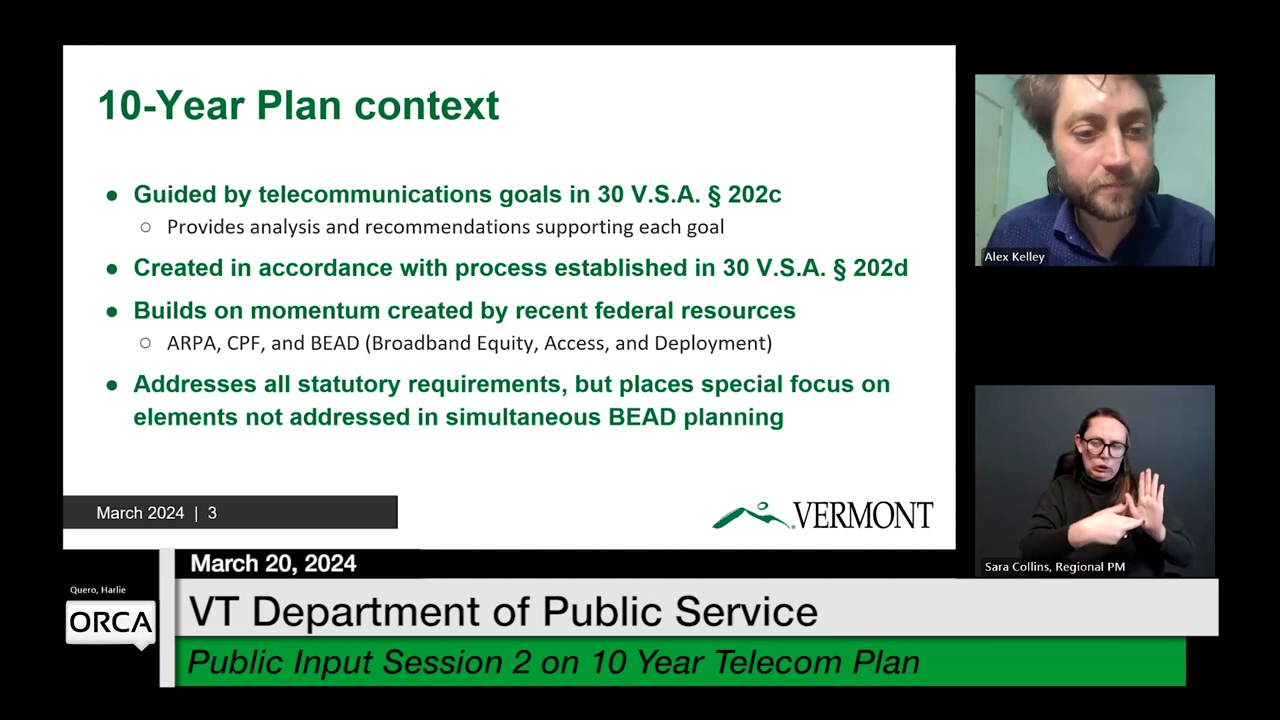 10-Year Plan context
● Guided by telecommunications goals in 30 V.S.A. § 202c
○ Provides analysis and recommendations supporting each goal
● Created in accordance with process established in 30 V.S.A. § 202d
● Builds on momentum created by recent federal resources
○ ARPA, CPF, and BEAD (Broadband Equity, Access, and Deployment)
● Addresses all statutory requirements, but places special focus on
elements not addressed in simultaneous BEAD planning
March 2024 | 3
VERMONT
Alex Kelley
Sara Collins, Regional PM
March 20, 2024
Quero, Harlie
ORCA
VT Department of Public Service
Public Input Session 2 on 10 Year Telecom Plan